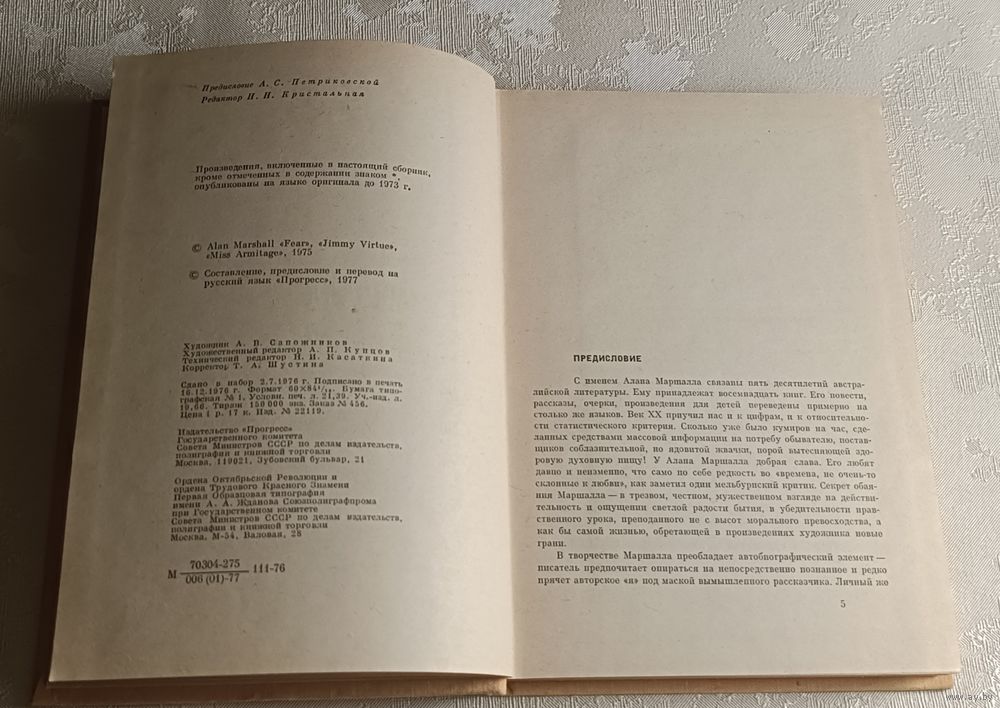 Предисловие А. С. Петриковской
Редактор Н. Н. Кристальная
Произведения, включенные в настоящий сборник,
кроме отмеченных в содержании знаком *,
опубликованы на языке оригинала до 1973 г.
© Alan Marshall «Fear», «Jimmy Virtue»,
«Miss Armitage», 1975
© Составление, предисловие и перевод на
русский язык «Прогресс», 1977
Художник А. В. Сапожников
Художественный редактор А. П. Купцов
Технический редактор Н. И. Касаткина
Корректор Т. А. Шустина
Сдано в набор 2.7.1976 г. Подписано в печать
16.12.1976 г. Формат 60×84¹/₁₆. Бумага типо-
графская № 1. Условн. печ. л. 21,39. Уч.-изд. л.
19,66. Тираж 150 000 экз. Заказ № 456.
Цена 1 р. 17 к. Изд. № 22119.
Издательство «Прогресс»
Государственного комитета
Совета Министров СССР по делам издательств,
полиграфии и книжной торговли
Москва, 119021, Зубовский бульвар, 21
Ордена Октябрьской Революции и
ордена Трудового Красного Знамени
Первая Образцовая типография
имени А. А. Жданова Союзполиграфпрома
при Государственном комитете
Совета Министров СССР по делам издательств,
полиграфии и книжной торговли
Москва, М-54, Валовая, 28
М 70304-275
006(01)-77 111-76
ПРЕДИСЛОВИЕ
С именем Алана Маршалла связаны пять десятилетий австра-
лийской литературы. Ему принадлежат восемнадцать книг. Его повести,
рассказы, очерки, произведения для детей переведены примерно на
столько же языков. Век XX приучил нас и к цифрам, и к относительно-
сти статистического критерия. Сколько уже было кумиров на час, сде-
ланных средствами массовой информации на потребу обывателю, постав-
щиков соблазнительной, но ядовитой жвачки, порой вытесняющей здо-
ровую духовную пищу! У Алана Маршалла добрая слава. Его любят
давно и неизменно, что само по себе редкость во «времена, не очень-то
склонные к любви», как заметил один мельбурнский критик. Секрет обая-
ния Маршалла — в трезвом, честном, мужественном взгляде на действи-
тельность и ощущении светлой радости бытия, в убедительности нрав-
ственного урока, преподанного не с высот морального превосходства, а
как бы самой жизнью, обретающей в произведениях художника новые
грани.
В творчестве Маршалла преобладает автобиографический элемент —
писатель предпочитает опираться на непосредственно познанное и редко
прячет авторское «я» под маской вымышленного рассказчика. Личный же
5
www.ay.by